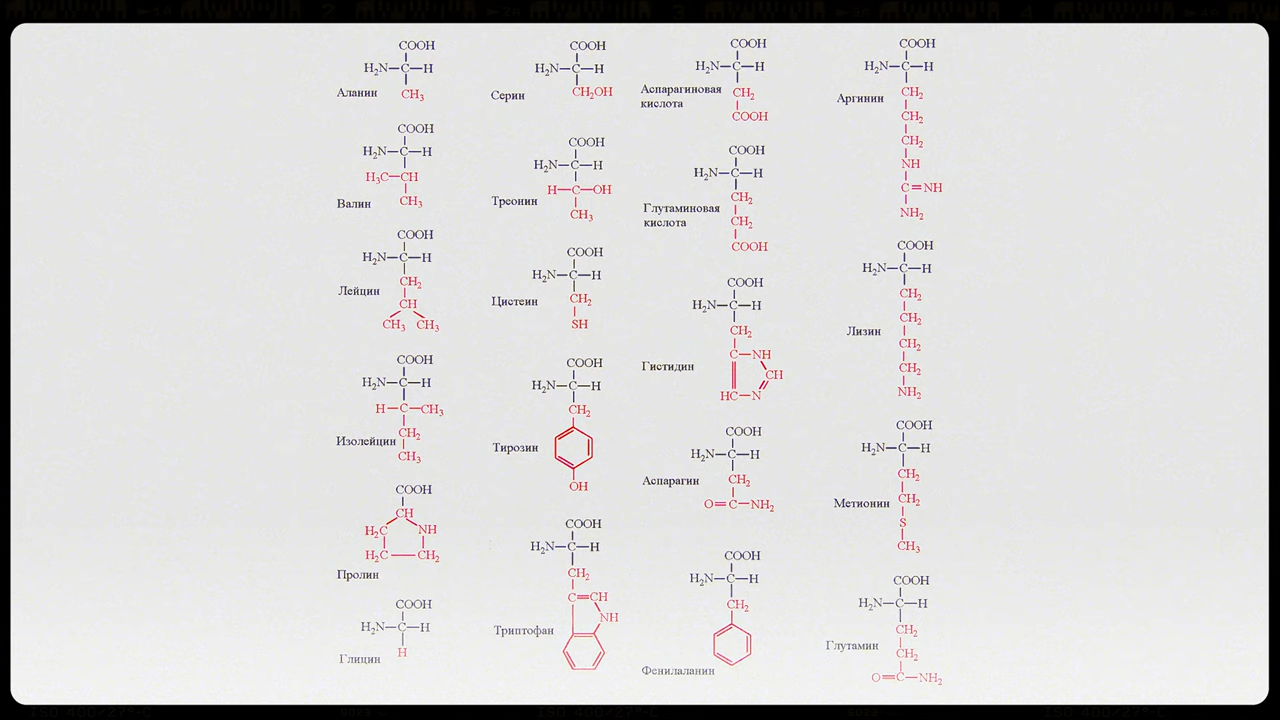 COOH
H₂N—C—H
CH₃
Аланин
COOH
H₂N—C—H
H₃C—CH
CH₃
Валин
COOH
H₂N—C—H
CH₂
CH
CH₃ CH₃
Лейцин
COOH
H₂N—C—H
H—C—CH₃
CH₂
CH₃
Изолейцин
COOH
CH
H₂C NH
H₂C CH₂
Пролин
COOH
H₂N—C—H
H
Глицин
COOH
H₂N—C—H
CH₂OH
Серин
COOH
H₂N—C—H
H—C—OH
CH₃
Треонин
COOH
H₂N—C—H
CH₂
SH
Цистеин
COOH
H₂N—C—H
CH₂
OH
Тирозин
COOH
H₂N—C—H
CH₂
C=CH
NH
Триптофан
COOH
H₂N—C—H
CH₂
COOH
Аспарагиновая
кислота
COOH
H₂N—C—H
CH₂
CH₂
COOH
Глутаминовая
кислота
COOH
H₂N—C—H
CH₂
C—NH
CH
HC—N
Гистидин
COOH
H₂N—C—H
CH₂
O=C—NH₂
Аспарагин
COOH
H₂N—C—H
CH₂
Фенилаланин
COOH
H₂N—C—H
CH₂
CH₂
CH₂
NH
C=NH
NH₂
Аргинин
COOH
H₂N—C—H
CH₂
CH₂
CH₂
CH₂
NH₂
Лизин
COOH
H₂N—C—H
CH₂
CH₂
S
CH₃
Метионин
COOH
H₂N—C—H
CH₂
CH₂
O=C—NH₂
Глутамин